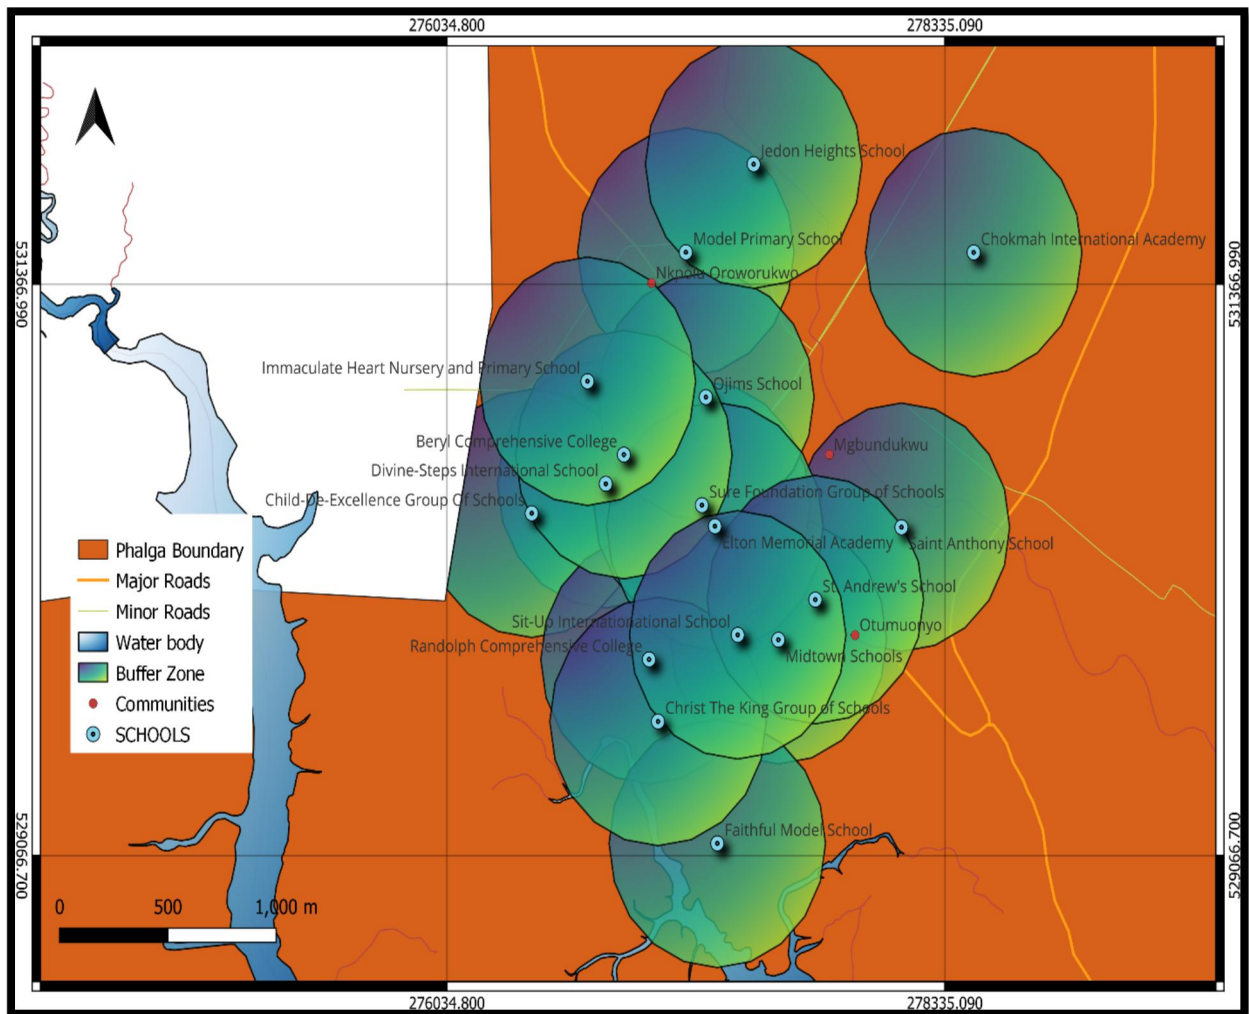 276034.800
278335.090
Jedon Heights School
Model Primary School
Chokmah International Academy
531366.990
531366.990
Nkpolu Oroworukwo
Immaculate Heart Nursery and Primary School
Ojims School
Beryl Comprehensive College
Mgbundukwu
Divine-Steps International School
Child-De-Excellence Group Of Schools
Sure Foundation Group of Schools
Elton Memorial Academy
Saint Anthony School
Phalga Boundary
Major Roads
Minor Roads
Water body
Buffer Zone
Communities
SCHOOLS
St. Andrew's School
Sit-Up Internationational School
Otumuonyo
Randolph Comprehensive College
Midtown Schools
Christ The King Group of Schools
Faithful Model School
529066.700
529066.700
0 500 1,000 m
276034.800
278335.090